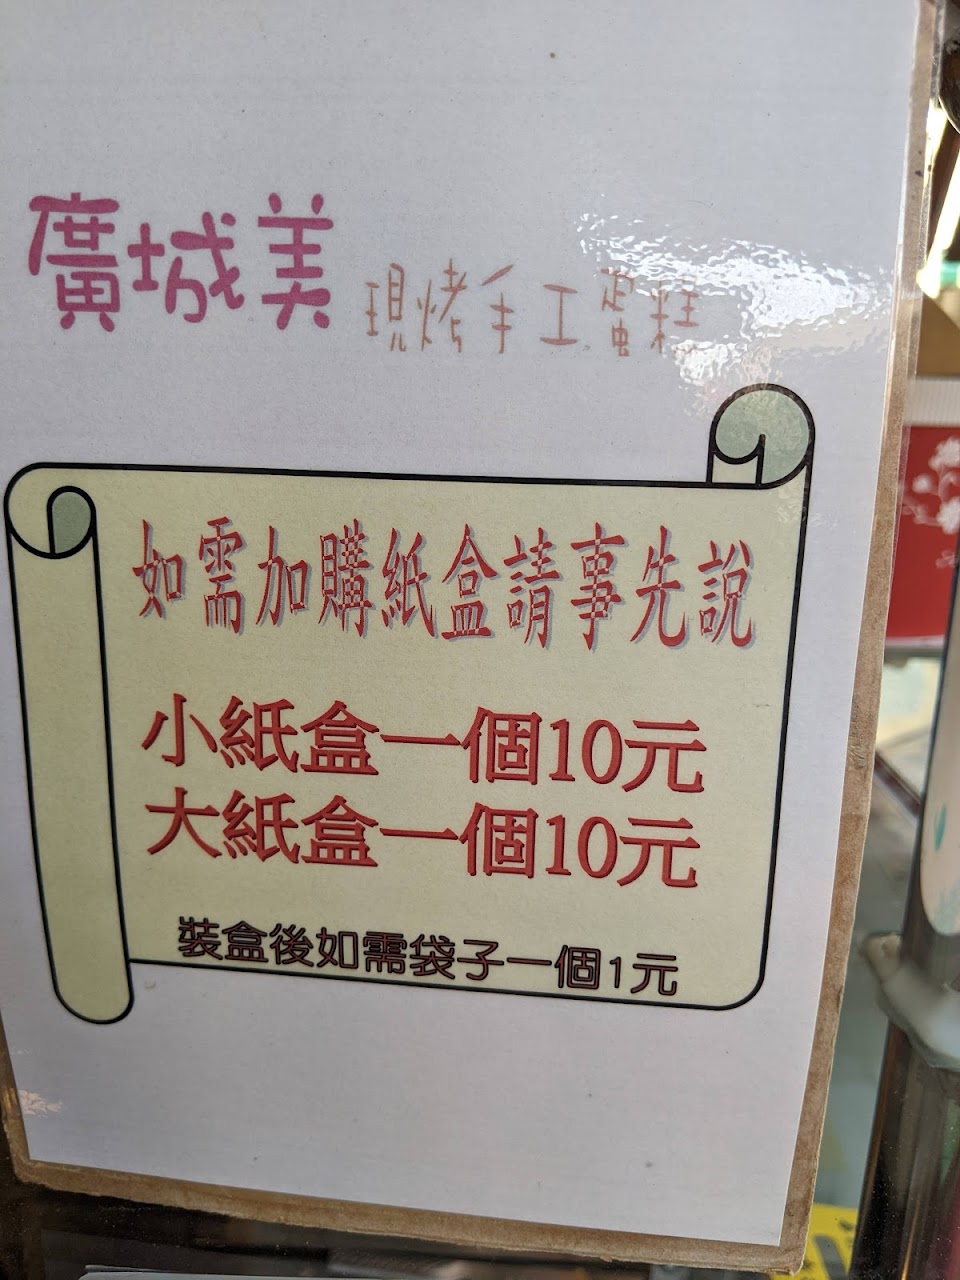 廣城美 現烤手工蛋糕
如需加購紙盒請事先說
小紙盒一個10元
大紙盒一個10元
裝盒後如需袋子一個1元